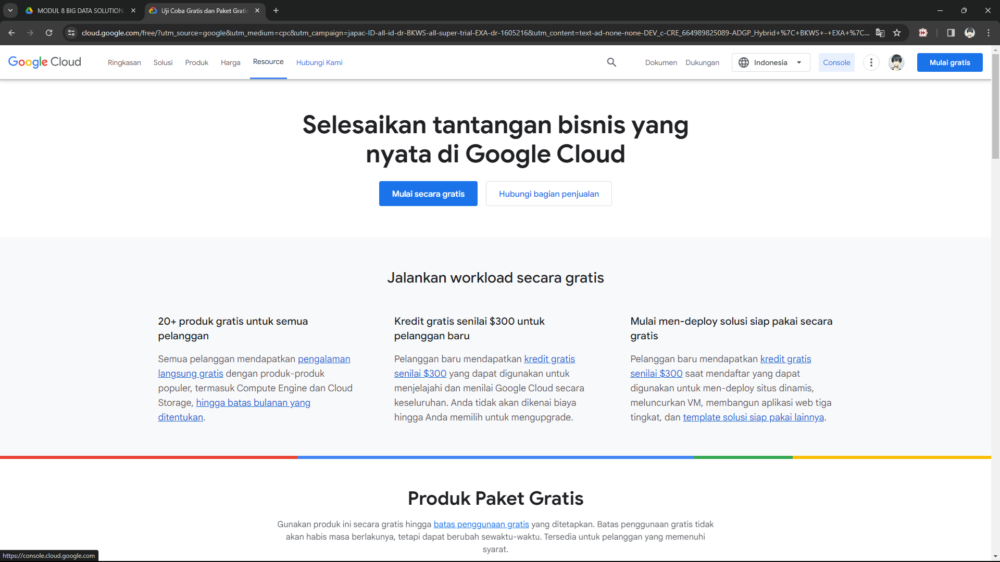 MODUL 8 BIG DATA SOLUTION
Uji Coba Gratis dan Paket Gratis
cloud.google.com/free/?utm_source=google&utm_medium=cpc&utm_campaign=japac-ID-all-id-dr-BKWS-all-super-trial-EXA-dr-1605216&utm_content=text-ad-none-none-DEV_c-CRE_664989825089-ADGP_Hybrid+%7C+BKWS+-+EXA+%7C...
Google Cloud
Ringkasan
Solusi
Produk
Harga
Resource
Hubungi Kami
Dokumen
Dukungan
Indonesia
Console
Mulai gratis
Selesaikan tantangan bisnis yang
nyata di Google Cloud
Mulai secara gratis
Hubungi bagian penjualan
Jalankan workload secara gratis
20+ produk gratis untuk semua
pelanggan
Semua pelanggan mendapatkan pengalaman
langsung gratis dengan produk-produk
populer, termasuk Compute Engine dan Cloud
Storage, hingga batas bulanan yang
ditentukan.
Kredit gratis senilai $300 untuk
pelanggan baru
Pelanggan baru mendapatkan kredit gratis
senilai $300 yang dapat digunakan untuk
menjelajahi dan menilai Google Cloud secara
keseluruhan. Anda tidak akan dikenai biaya
hingga Anda memilih untuk mengupgrade.
Mulai men-deploy solusi siap pakai secara
gratis
Pelanggan baru mendapatkan kredit gratis
senilai $300 saat mendaftar yang dapat
digunakan untuk men-deploy situs dinamis,
meluncurkan VM, membangun aplikasi web tiga
tingkat, dan template solusi siap pakai lainnya.
Produk Paket Gratis
Gunakan produk ini secara gratis hingga batas penggunaan gratis yang ditetapkan. Batas penggunaan gratis tidak
akan habis masa berlakunya, tetapi dapat berubah sewaktu-waktu. Tersedia untuk pelanggan yang memenuhi
syarat.
https://console.cloud.google.com